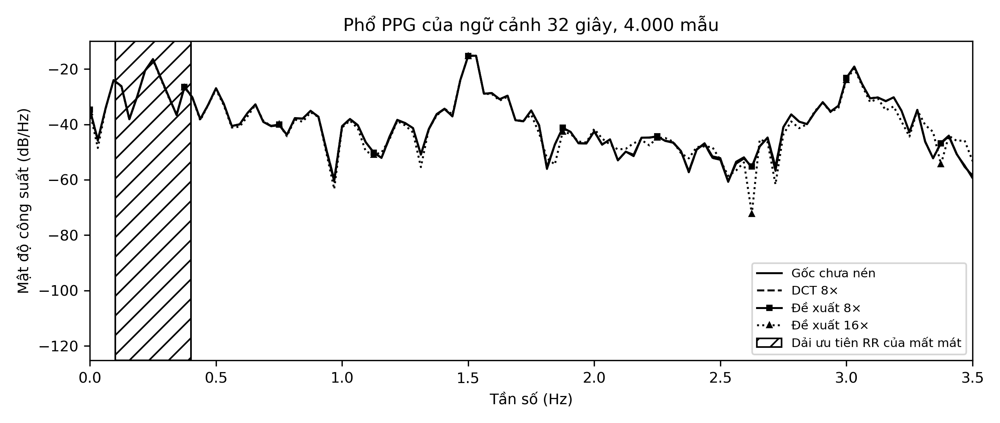 Phổ PPG của ngữ cảnh 32 giây, 4.000 mẫu
Mật độ công suất (dB/Hz)
−20
−40
−60
−80
−100
−120
Gốc chưa nén
DCT 8×
Đề xuất 8×
Đề xuất 16×
Dải ưu tiên RR của mất mát
0.0 0.5 1.0 1.5 2.0 2.5 3.0 3.5
Tần số (Hz)